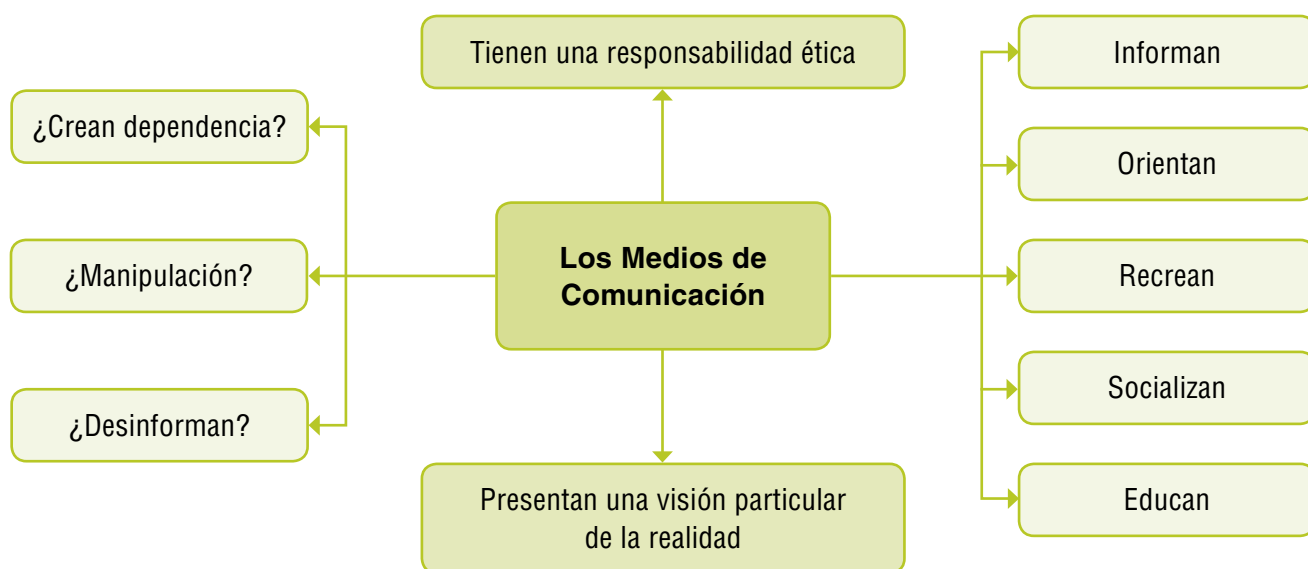 Tienen una responsabilidad ética
¿Crean dependencia?
¿Manipulación?
¿Desinforman?
Los Medios de
Comunicación
Presentan una visión particular
de la realidad
Informan
Orientan
Recrean
Socializan
Educan